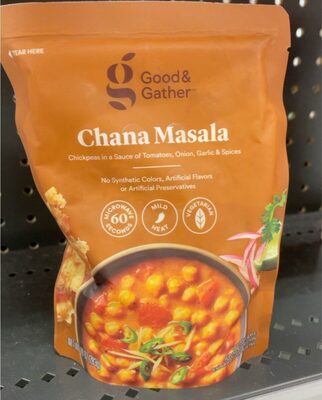 TEAR HERE
Good &
Gather™
Chana Masala
Chickpeas in a Sauce of Tomatoes, Onion, Garlic & Spices
No Synthetic Colors, Artificial Flavors
or Artificial Preservatives
MICROWAVE 60 SECONDS
MILD HEAT
VEGETARIAN